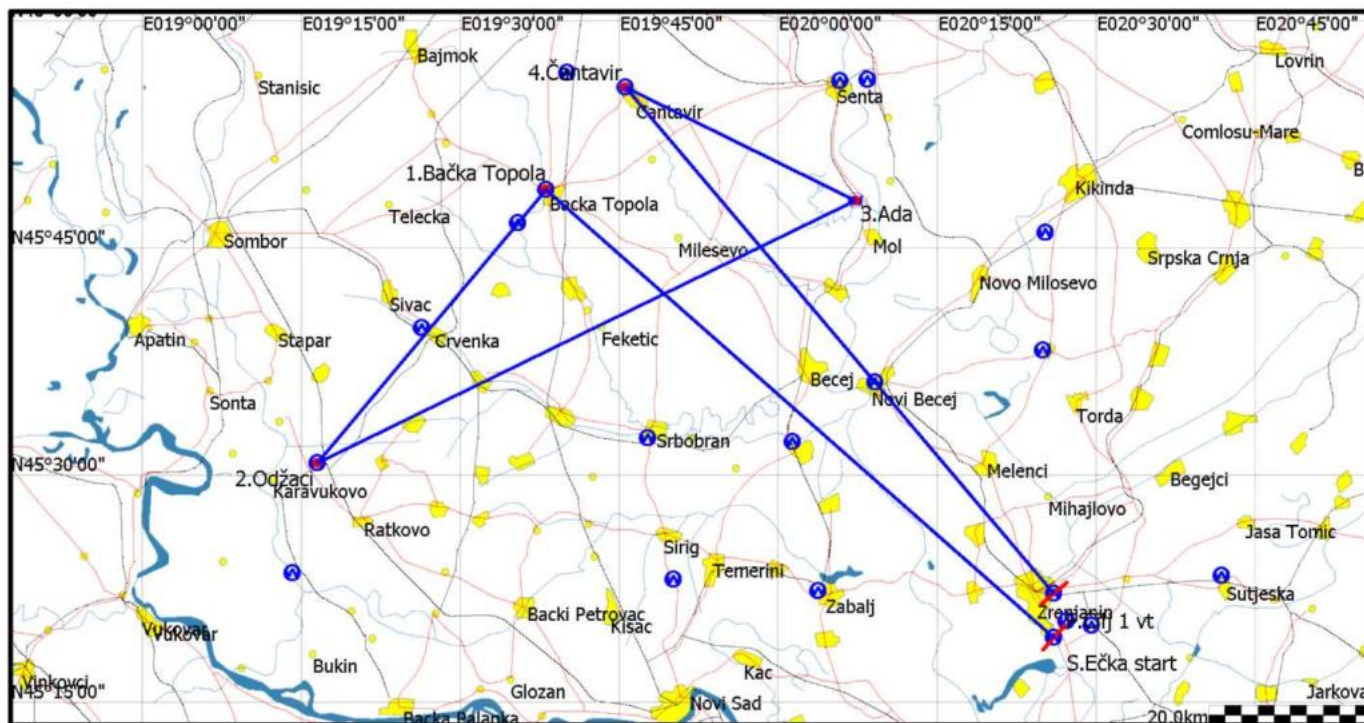 E019°00'00"
E019°15'00"
E019°30'00"
E019°45'00"
E020°00'00"
E020°15'00"
E020°30'00"
E020°45'00"
Bajmok
Lovrin
4.Čantavir
Stanisic
Senta
Cantavir
Comlosu-Mare
1.Bačka Topola
Kikinda
Backa Topola
Telecka
3.Ada
N45°45'00"
Sombor
Milesevo
Mol
Srpska Crnja
Novo Milosevo
Sivac
Apatin
Stapar
Crvenka
Feketic
Becej
Novi Becej
Sonta
Torda
Srbobran
N45°30'00"
2.Odžaci
Karavukovo
Melenci
Begejci
Mihajlovo
Ratkovo
Jasa Tomic
Sirig
Temerini
Zabalj
Sutjeska
Backi Petrovac
Zrenjanin
Kisac
1 vt
Vukovar
Vukovar
Bukin
Kac
S.Ečka start
Vinkovci
N45°15'00"
Glozan
Novi Sad
Jarkova
Backa Palanka
20.0km